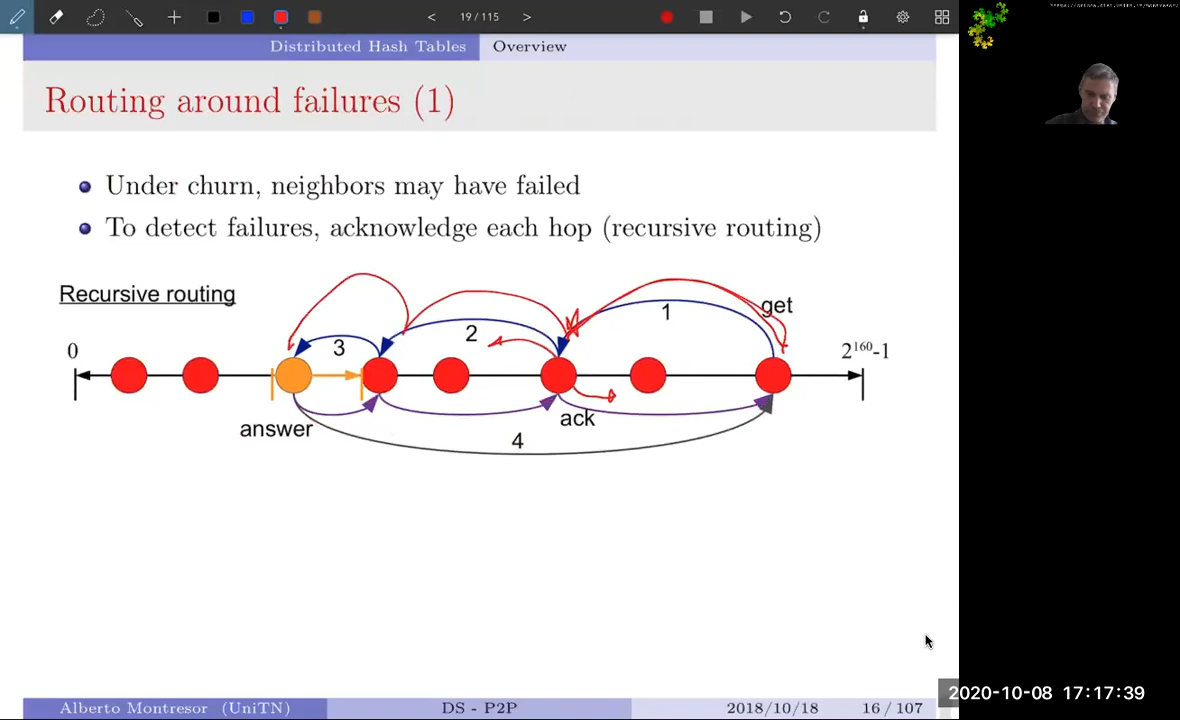 19 / 115
Distributed Hash Tables Overview
Routing around failures (1)
Under churn, neighbors may have failed
To detect failures, acknowledge each hop (recursive routing)
Recursive routing
get
1
2
3
0
2¹⁶⁰-1
ack
answer
4
Alberto Montresor (UniTN) DS - P2P 2018/10/18 16 / 107
2020-10-08 17:17:39